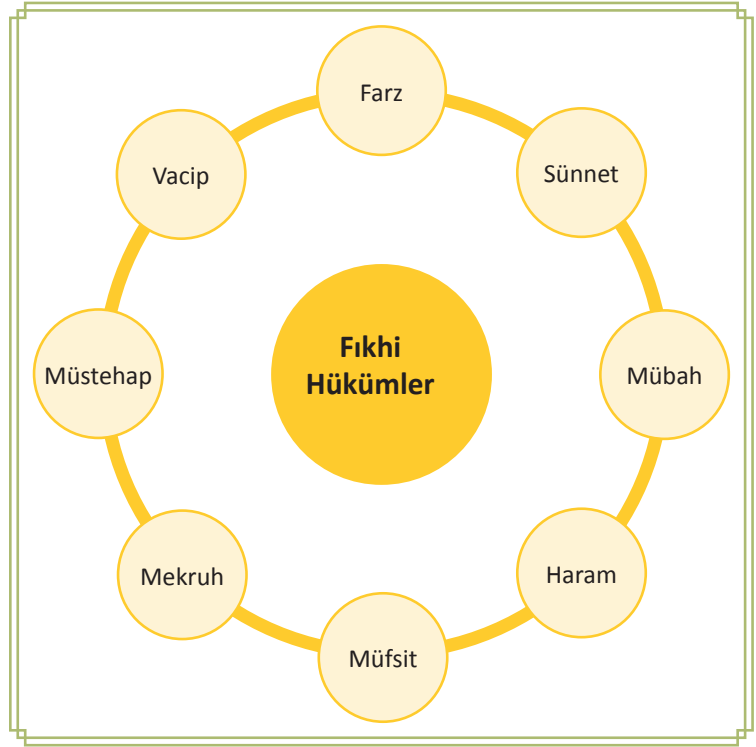 Farz
Vacip
Sünnet
Fıkhi
Hükümler
Müstehap
Mübah
Mekruh
Haram
Müfsit